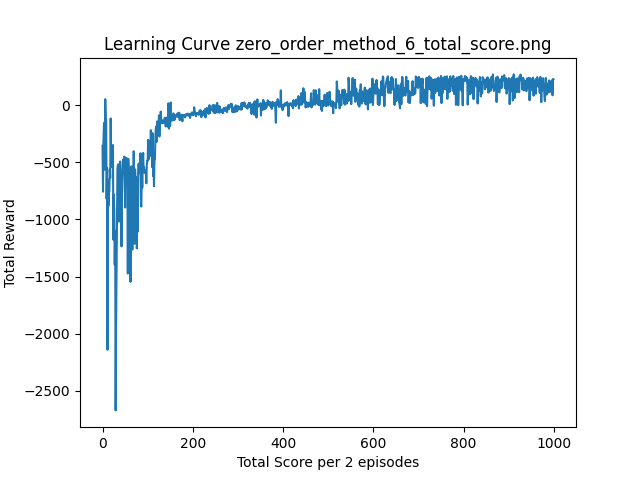 Learning Curve zero_order_method_6_total_score.png
Total Reward
0
−500
−1000
−1500
−2000
−2500
0 200 400 600 800 1000
Total Score per 2 episodes